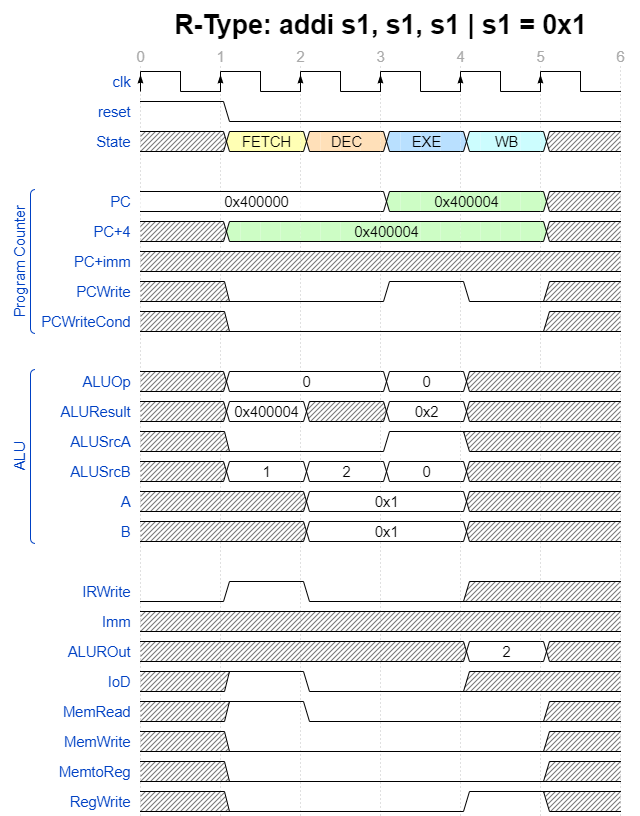 R-Type: addi s1, s1, s1 | s1 = 0x1
0 1 2 3 4 5 6
clk
reset
State FETCH DEC EXE WB
Program Counter
PC 0x400000 0x400004
PC+4 0x400004
PC+imm
PCWrite
PCWriteCond
ALU
ALUOp 0 0
ALUResult 0x400004 0x2
ALUSrcA
ALUSrcB 1 2 0
A 0x1
B 0x1
IRWrite
Imm
ALUROut 2
IoD
MemRead
MemWrite
MemtoReg
RegWrite